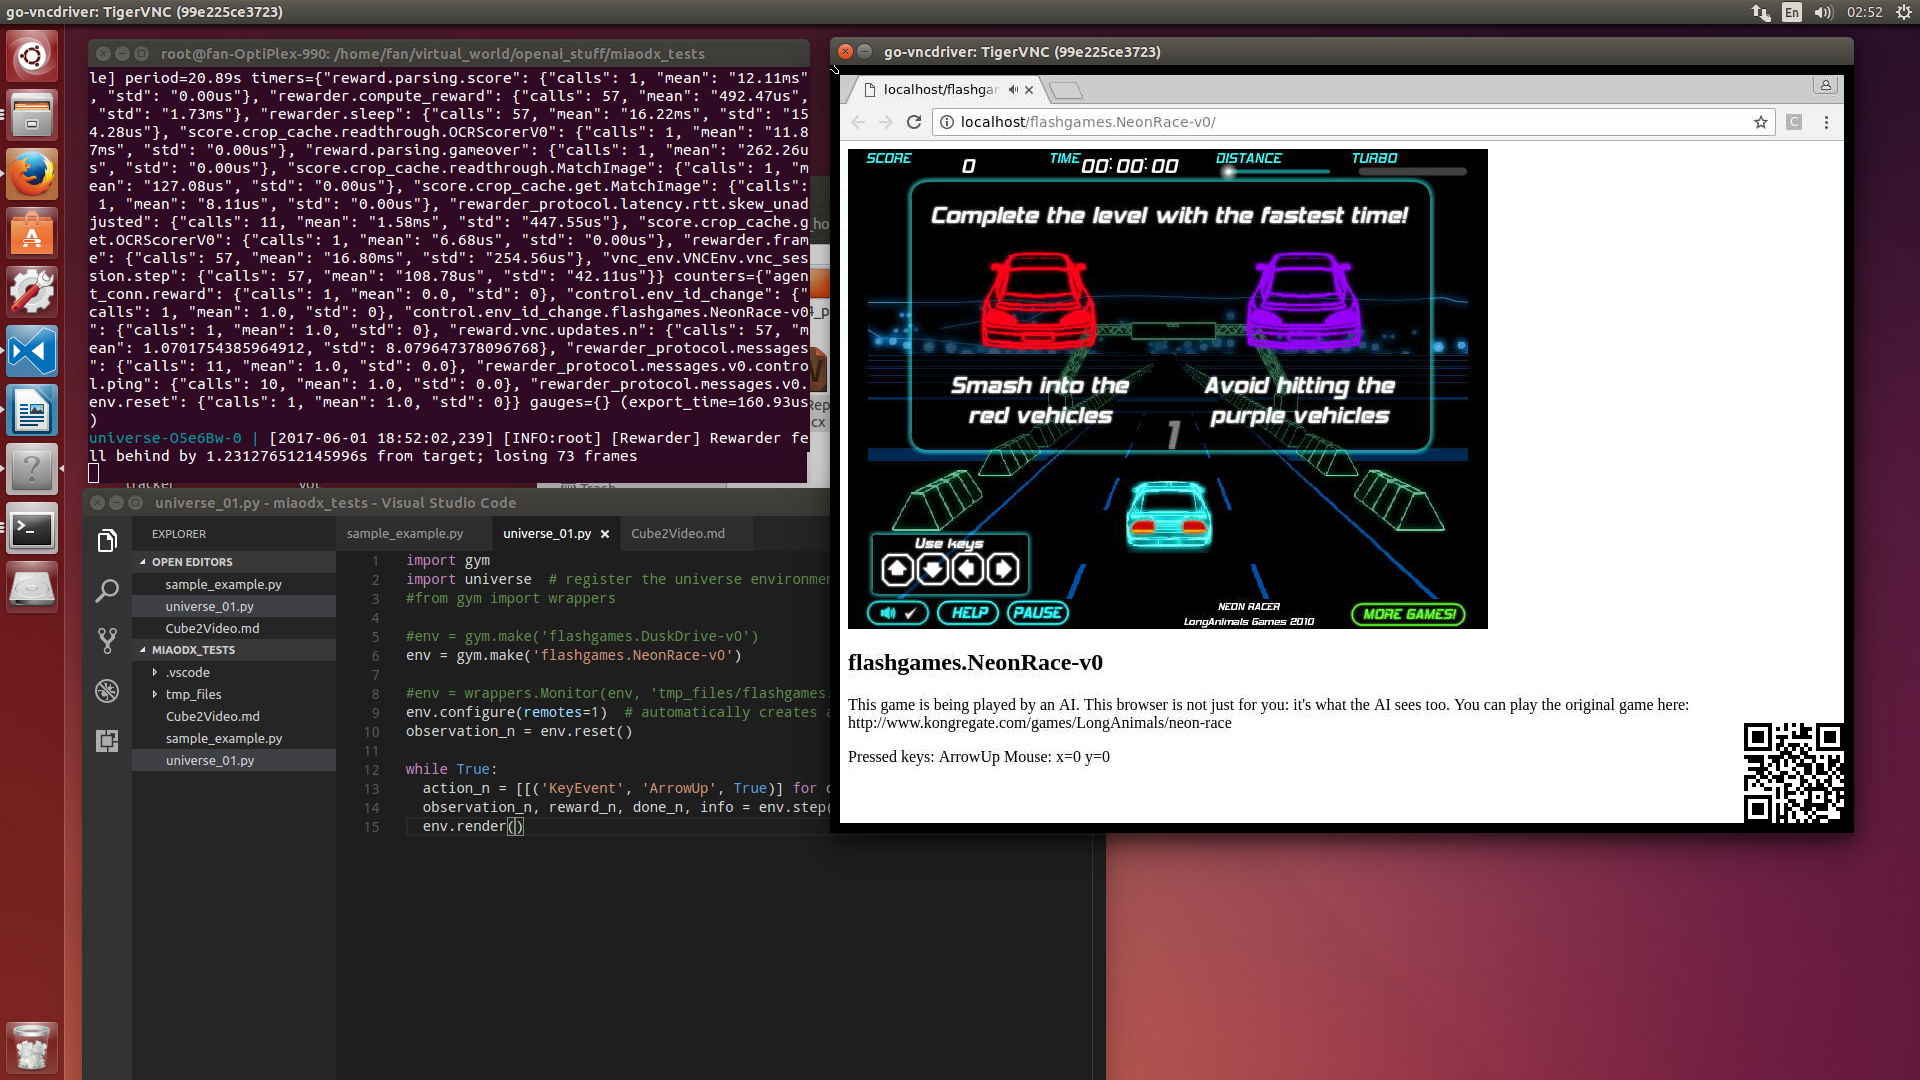 go-vncdriver: TigerVNC (99e225ce3723)
En
02:52
root@fan-OptiPlex-990: /home/fan/virtual_world/openai_stuff/miaodx_tests
le] period=20.89s timers={"reward.parsing.score": {"calls": 1, "mean": "12.11ms"
, "std": "0.00us"}, "rewarder.compute_reward": {"calls": 57, "mean": "492.47us",
 "std": "1.73ms"}, "rewarder.sleep": {"calls": 57, "mean": "16.22ms", "std": "15
4.28us"}, "score.crop_cache.readthrough.OCRScorerV0": {"calls": 1, "mean": "11.8
7ms", "std": "0.00us"}, "reward.parsing.gameover": {"calls": 1, "mean": "262.26u
s", "std": "0.00us"}, "score.crop_cache.readthrough.MatchImage": {"calls": 1, "m
ean": "127.08us", "std": "0.00us"}, "score.crop_cache.get.MatchImage": {"calls":
 1, "mean": "8.11us", "std": "0.00us"}, "rewarder_protocol.latency.rtt.skew_unad
justed": {"calls": 11, "mean": "1.58ms", "std": "447.55us"}, "score.crop_cache.g
et.OCRScorerV0": {"calls": 1, "mean": "6.68us", "std": "0.00us"}, "rewarder.fram
e": {"calls": 57, "mean": "16.80ms", "std": "254.56us"}, "vnc_env.VNCEnv.vnc_ses
sion.step": {"calls": 57, "mean": "108.78us", "std": "42.11us"}} counters={"agen
t_conn.reward": {"calls": 1, "mean": 0.0, "std": 0}, "control.env_id_change": {"
calls": 1, "mean": 1.0, "std": 0}, "control.env_id_change.flashgames.NeonRace-v0
": {"calls": 1, "mean": 1.0, "std": 0}, "reward.vnc.updates.n": {"calls": 57, "m
ean": 1.0701754385964912, "std": 8.079647378096768}, "rewarder_protocol.messages
": {"calls": 11, "mean": 1.0, "std": 0.0}, "rewarder_protocol.messages.v0.contro
l.ping": {"calls": 10, "mean": 1.0, "std": 0.0}, "rewarder_protocol.messages.v0.
env.reset": {"calls": 1, "mean": 1.0, "std": 0}} gauges={} (export_time=160.93us
)
universe-O5e6Bw-0 | [2017-06-01 18:52:02,239] [INFO:root] [Rewarder] Rewarder fe
ll behind by 1.231276512145996s from target; losing 73 frames
universe_01.py - miaodx_tests - Visual Studio Code
EXPLORER
OPEN EDITORS
sample_example.py
universe_01.py
Cube2Video.md
MIAODX_TESTS
.vscode
tmp_files
Cube2Video.md
sample_example.py
universe_01.py
sample_example.py
universe_01.py
Cube2Video.md
1 import gym
2 import universe  # register the universe environmen
3 #from gym import wrappers
4
5 #env = gym.make('flashgames.DuskDrive-v0')
6 env = gym.make('flashgames.NeonRace-v0')
7
8 #env = wrappers.Monitor(env, 'tmp_files/flashgames.
9 env.configure(remotes=1)  # automatically creates a
10 observation_n = env.reset()
11
12 while True:
13   action_n = [[('KeyEvent', 'ArrowUp', True)] for o
14   observation_n, reward_n, done_n, info = env.step(
15   env.render()
go-vncdriver: TigerVNC (99e225ce3723)
localhost/flashgar
localhost/flashgames.NeonRace-v0/
C
SCORE 0 TIME 00:00:00 DISTANCE TURBO
Complete the level with the fastest time!
Smash into the
red vehicles
Avoid hitting the
purple vehicles
1
Use keys
HELP
PAUSE
NEON RACER
LongAnimals Games 2010
MORE GAMES!
flashgames.NeonRace-v0
This game is being played by an AI. This browser is not just for you: it's what the AI sees too. You can play the original game here:
http://www.kongregate.com/games/LongAnimals/neon-race
Pressed keys: ArrowUp Mouse: x=0 y=0